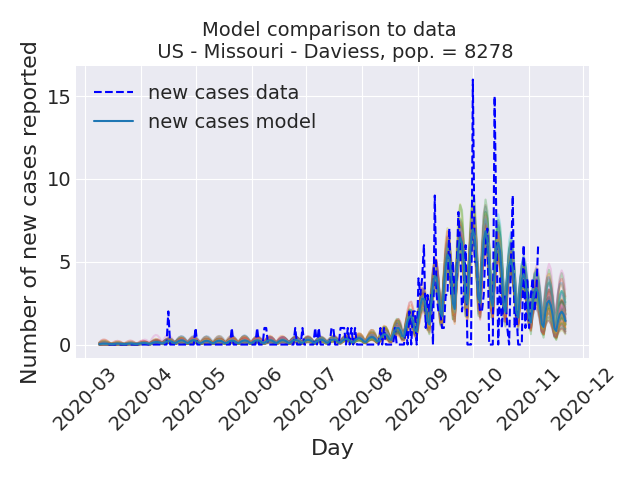 Model comparison to data
US - Missouri - Daviess, pop. = 8278
Number of new cases reported
15
10
5
0
new cases data
new cases model
2020-03
2020-04
2020-05
2020-06
2020-07
2020-08
2020-09
2020-10
2020-11
2020-12
Day